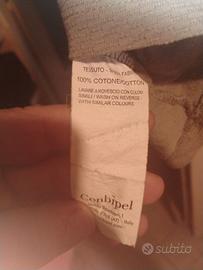 TESSUTO -
100% COTONE/COTTON
LAVARE A ROVESCIO CON COLORI
SIMILI / WASH ON REVERSE
WITH SIMILAR COLOURS
Conbipel
subito